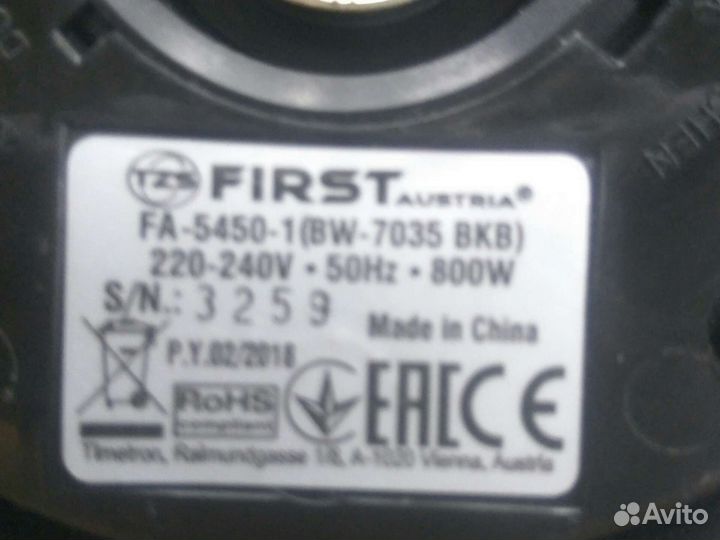 TZS FIRST AUSTRIA®
FA-5450-1(BW-7035 BKB)
220-240V • 50Hz • 800W
S/N.: 3259
Made in China
P.Y.02/2018
RoHS
compliant
EAC CE
Timetron, Raimundgasse 1/8, A-1020 Vienna, Austria
Avito